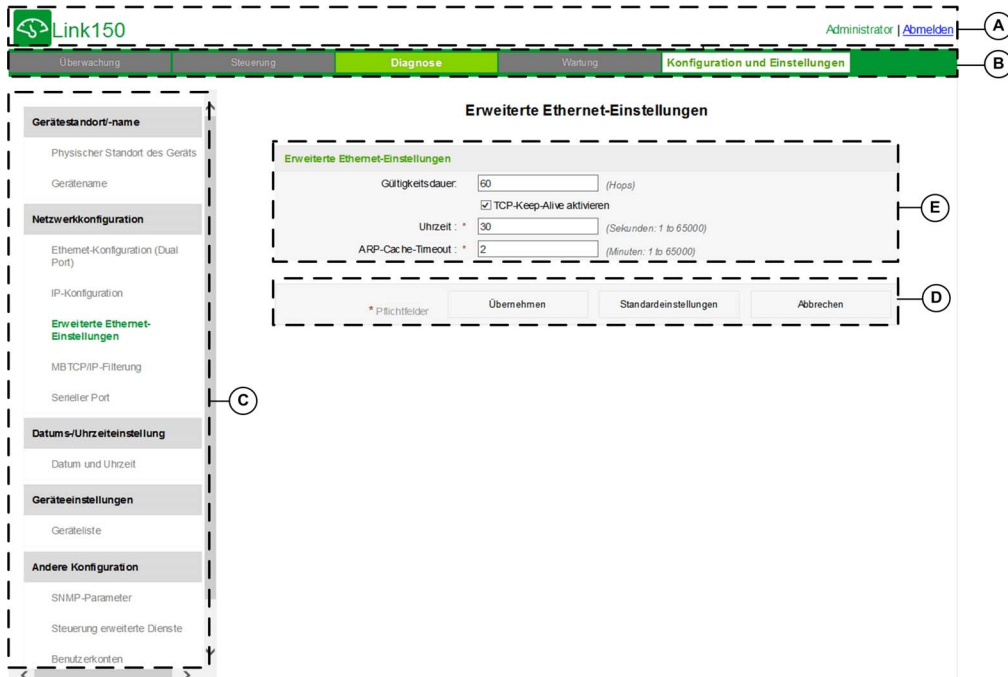 Link150
Administrator | Abmelden
A
Überwachung Steuerung Diagnose Wartung Konfiguration und Einstellungen
B
Gerätestandort/-name
Physischer Standort des Geräts
Gerätename
Netzwerkkonfiguration
Ethernet-Konfiguration (Dual
Port)
IP-Konfiguration
Erweiterte Ethernet-
Einstellungen
MBTCP/IP-Filterung
Serieller Port
Datums-/Uhrzeiteinstellung
Datum und Uhrzeit
Geräteeinstellungen
Geräteliste
Andere Konfiguration
SNMP-Parameter
Steuerung erweiterte Dienste
Benutzerkonten
C
Erweiterte Ethernet-Einstellungen
Erweiterte Ethernet-Einstellungen
Gültigkeitsdauer: 60 (Hops)
TCP-Keep-Alive aktivieren
Uhrzeit : * 30 (Sekunden: 1 to 65000)
ARP-Cache-Timeout : * 2 (Minuten: 1 to 65000)
E
* Pflichtfelder Übernehmen Standardeinstellungen Abbrechen
D